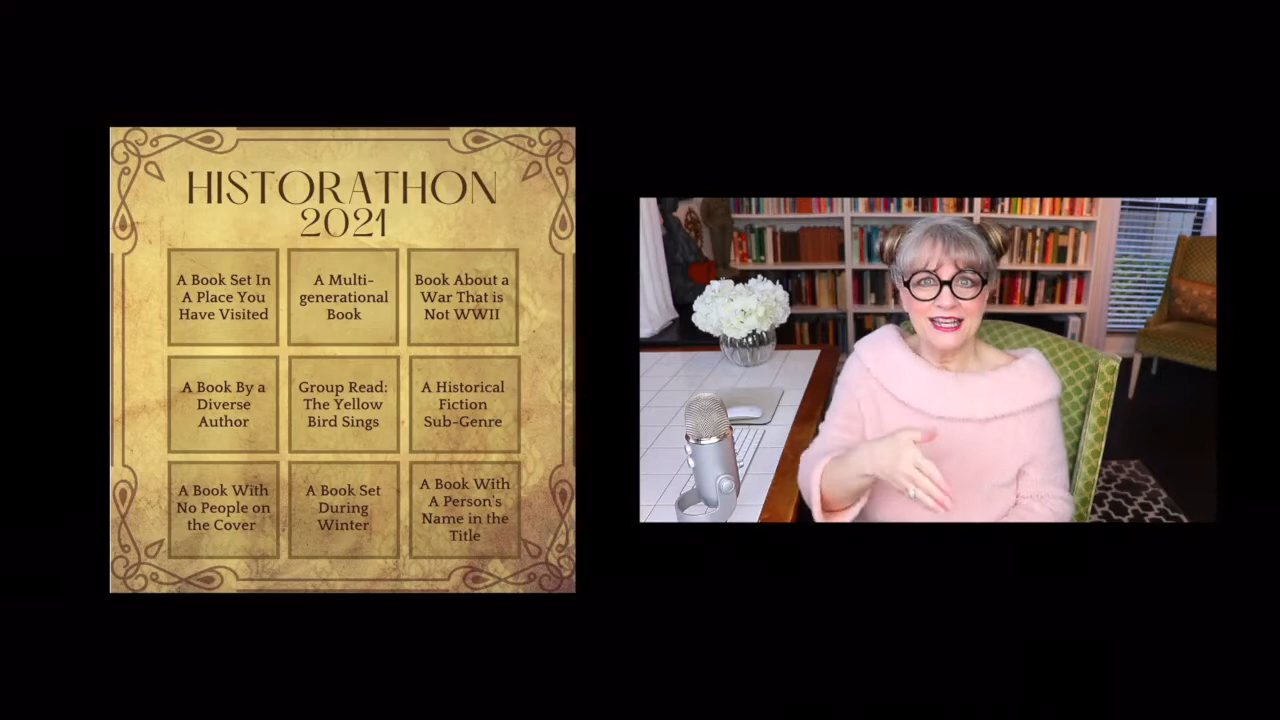 HISTORATHON
2021
A Book Set In
A Place You
Have Visited
A Multi-
generational
Book
Book About a
War That is
Not WWII
A Book By a
Diverse
Author
Group Read:
The Yellow
Bird Sings
A Historical
Fiction
Sub-Genre
A Book With
No People on
the Cover
A Book Set
During
Winter
A Book With
A Person's
Name in the
Title